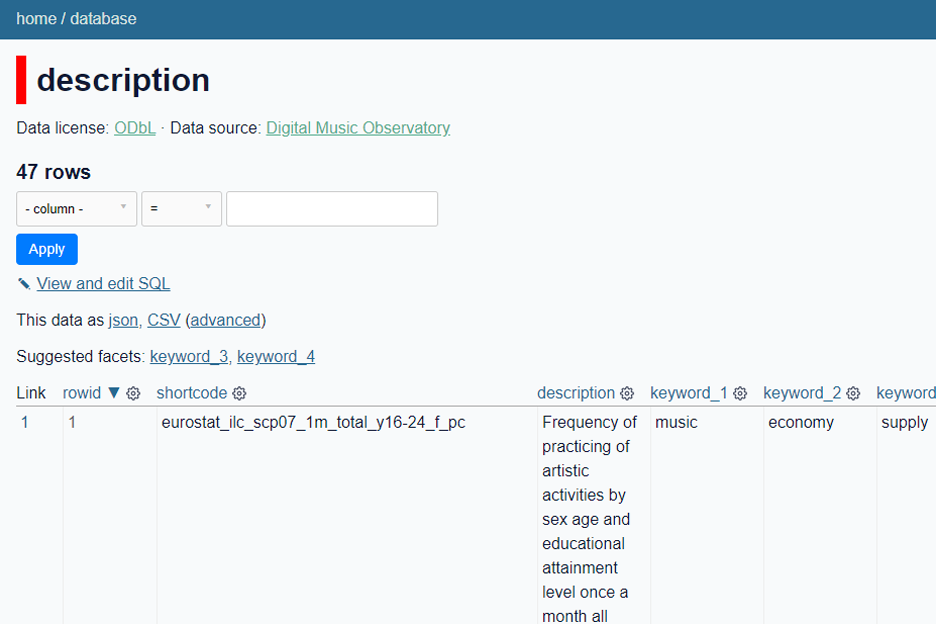 home / database
description
Data license: ODbL · Data source: Digital Music Observatory
47 rows
- column - =
Apply
View and edit SQL
This data as json, CSV (advanced)
Suggested facets: keyword_3, keyword_4
Link rowid ▼ shortcode description keyword_1 keyword_2 keyword
1 1 eurostat_ilc_scp07_1m_total_y16-24_f_pc Frequency of music economy supply
practicing of
artistic
activities by
sex age and
educational
attainment
level once a
month all